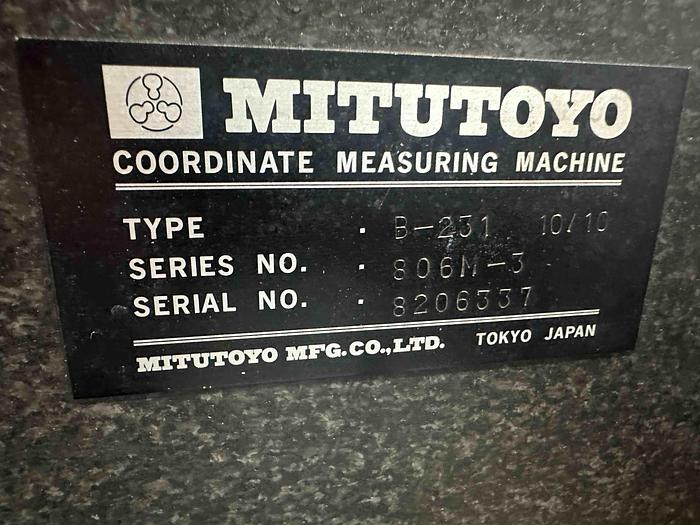 MITUTOYO
COORDINATE MEASURING MACHINE
TYPE . B-231 10/10
SERIES NO. . 806M-3
SERIAL NO. . 8206337
MITUTOYO MFG.CO.,LTD. TOKYO JAPAN